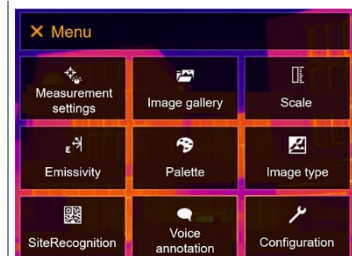 Menu
Measurement
settings
Image gallery
Scale
ε
Emissivity
Palette
Image type
SiteRecognition
Voice
annotation
Configuration